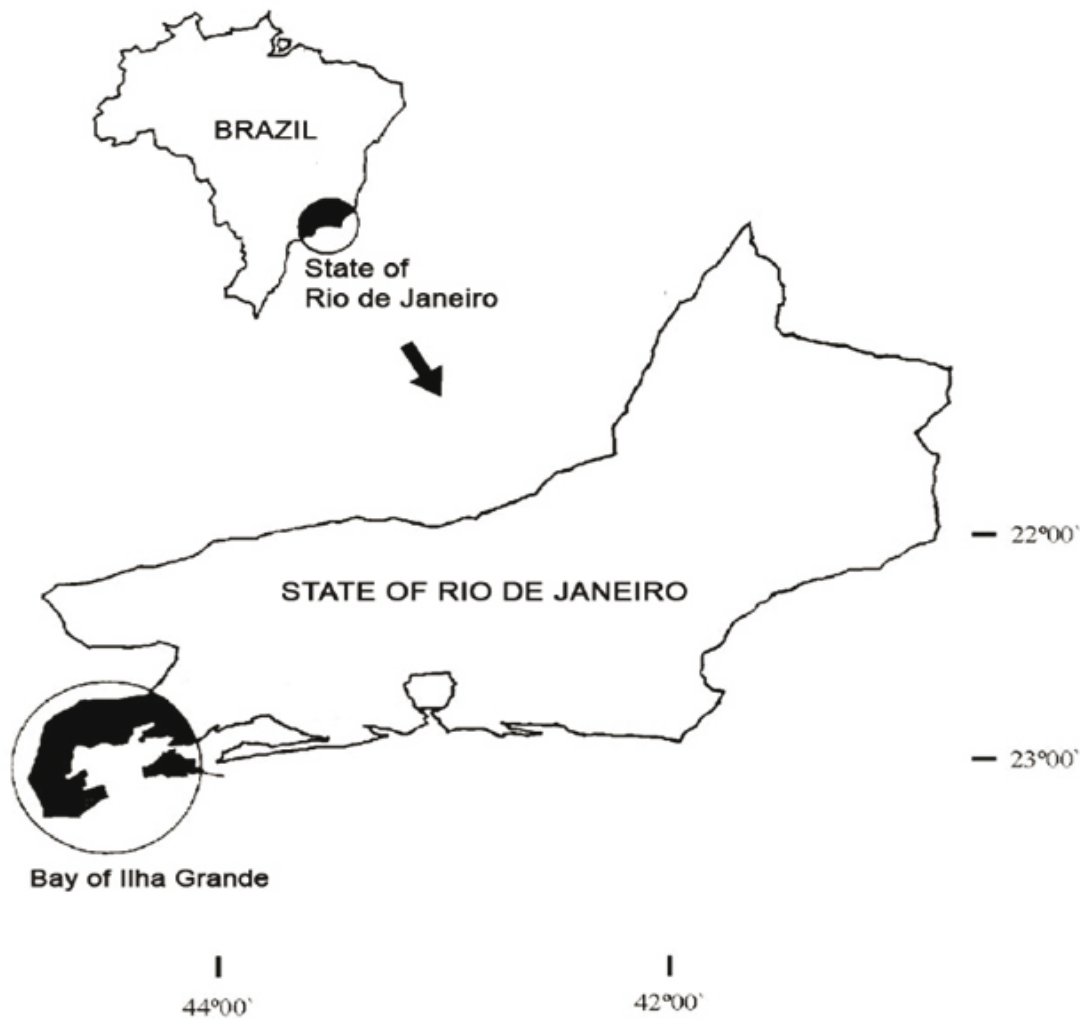 BRAZIL
State of
Rio de Janeiro
22º00`
STATE OF RIO DE JANEIRO
23º00`
Bay of Ilha Grande
44º00`
42º00`